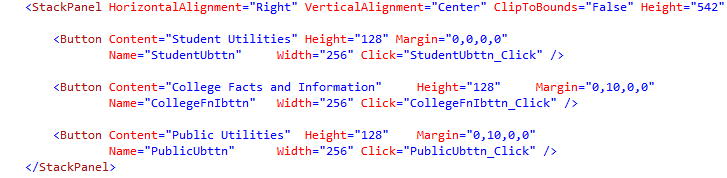 <StackPanel HorizontalAlignment="Right" VerticalAlignment="Center" ClipToBounds="False" Height="542"
<Button Content="Student Utilities" Height="128" Margin="0,0,0,0"
Name="StudentUbttn" Width="256" Click="StudentUbttn_Click" />
<Button Content="College Facts and Information" Height="128" Margin="0,10,0,0"
Name="CollegeFnIbttn" Width="256" Click="CollegeFnIbttn_Click" />
<Button Content="Public Utilities" Height="128" Margin="0,10,0,0"
Name="PublicUbttn" Width="256" Click="PublicUbttn_Click" />
</StackPanel>